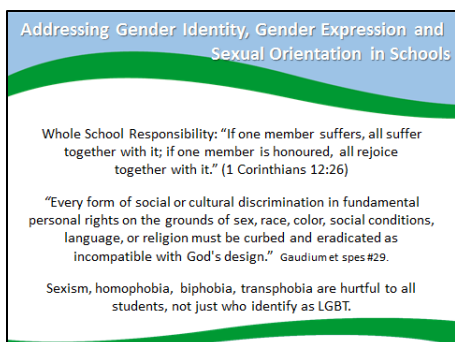 Addressing Gender Identity, Gender Expression and
Sexual Orientation in Schools
Whole School Responsibility: “If one member suffers, all suffer
together with it; if one member is honoured, all rejoice
together with it.” (1 Corinthians 12:26)
“Every form of social or cultural discrimination in fundamental
personal rights on the grounds of sex, race, color, social conditions,
language, or religion must be curbed and eradicated as
incompatible with God's design.” Gaudium et spes #29.
Sexism, homophobia, biphobia, transphobia are hurtful to all
students, not just who identify as LGBT.